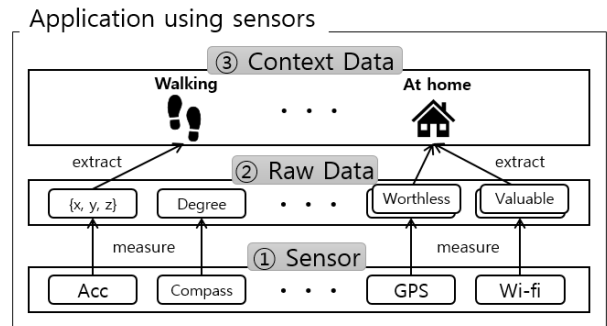 Application using sensors
③ Context Data
Walking
At home
. . .
extract
extract
② Raw Data
{x, y, z}
Degree
. . .
Worthless
Valuable
measure
measure
① Sensor
Acc
Compass
. . .
GPS
Wi-fi